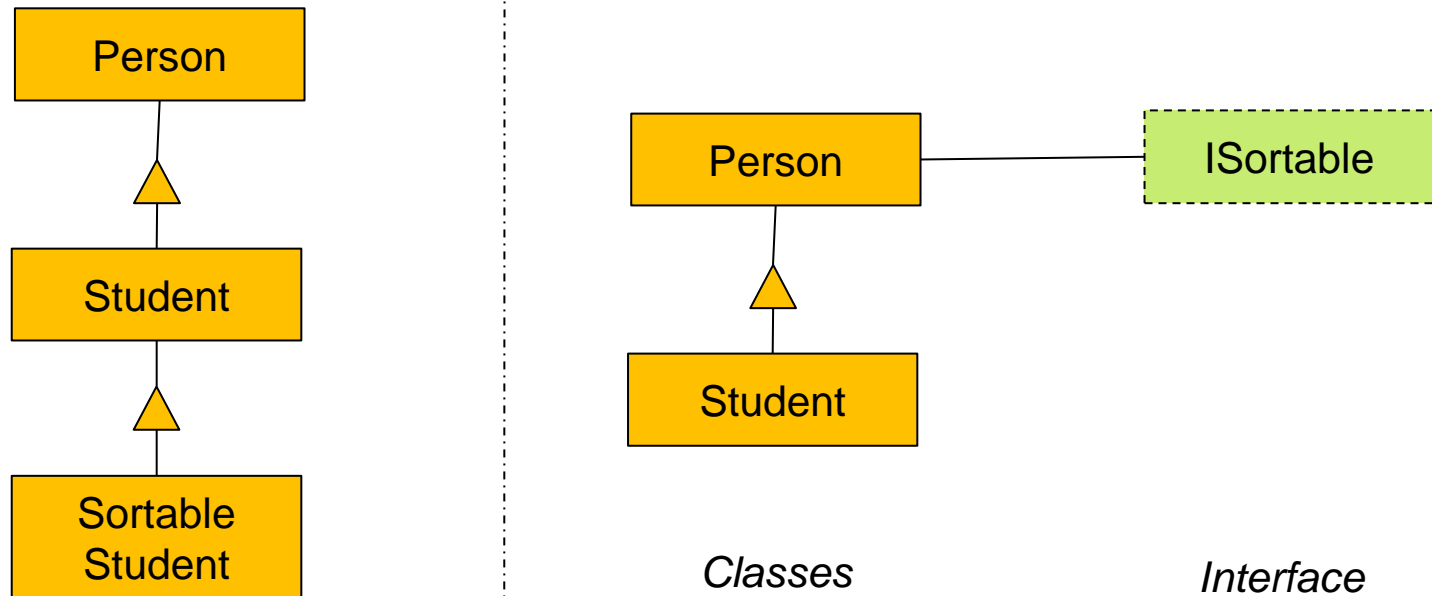 Person
Student
Sortable
Student
Person
ISortable
Student
Classes
Interface